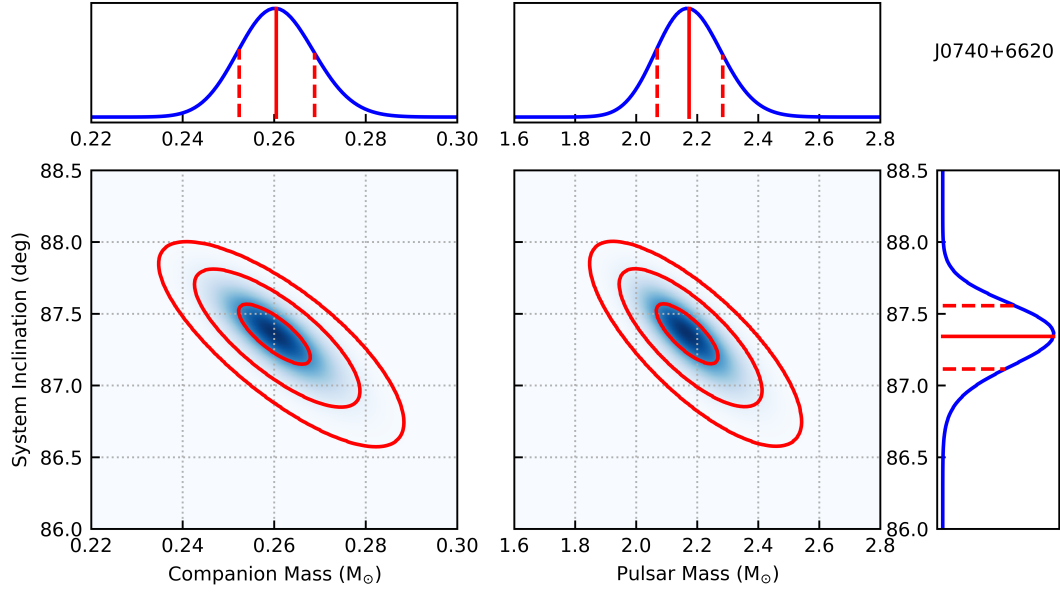 J0740+6620
0.22 0.24 0.26 0.28 0.30
1.6 1.8 2.0 2.2 2.4 2.6 2.8
88.5
88.0
87.5
87.0
86.5
86.0
System Inclination (deg)
0.22 0.24 0.26 0.28 0.30
Companion Mass (M☉)
1.6 1.8 2.0 2.2 2.4 2.6 2.8
Pulsar Mass (M☉)
88.5
88.0
87.5
87.0
86.5
86.0